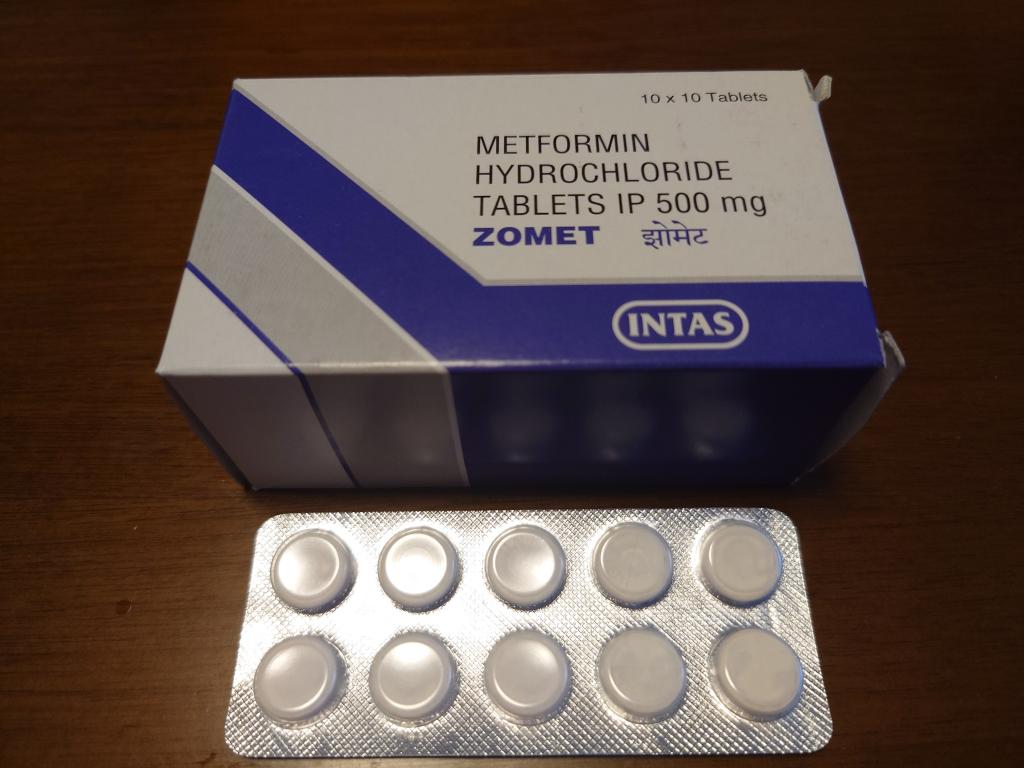 10 x 10 Tablets
METFORMIN
HYDROCHLORIDE
TABLETS IP 500 mg
ZOMET झोमेट
INTAS